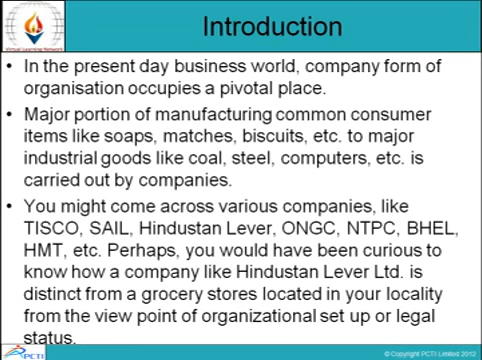 Introduction
Virtual Learning Network
• In the present day business world, company form of
organisation occupies a pivotal place.
• Major portion of manufacturing common consumer
items like soaps, matches, biscuits, etc. to major
industrial goods like coal, steel, computers, etc. is
carried out by companies.
• You might come across various companies, like
TISCO, SAIL, Hindustan Lever, ONGC, NTPC, BHEL,
HMT, etc. Perhaps, you would have been curious to
know how a company like Hindustan Lever Ltd. is
distinct from a grocery stores located in your locality
from the view point of organizational set up or legal
status.
PCTI
© Copyright PCTI Limited 2012